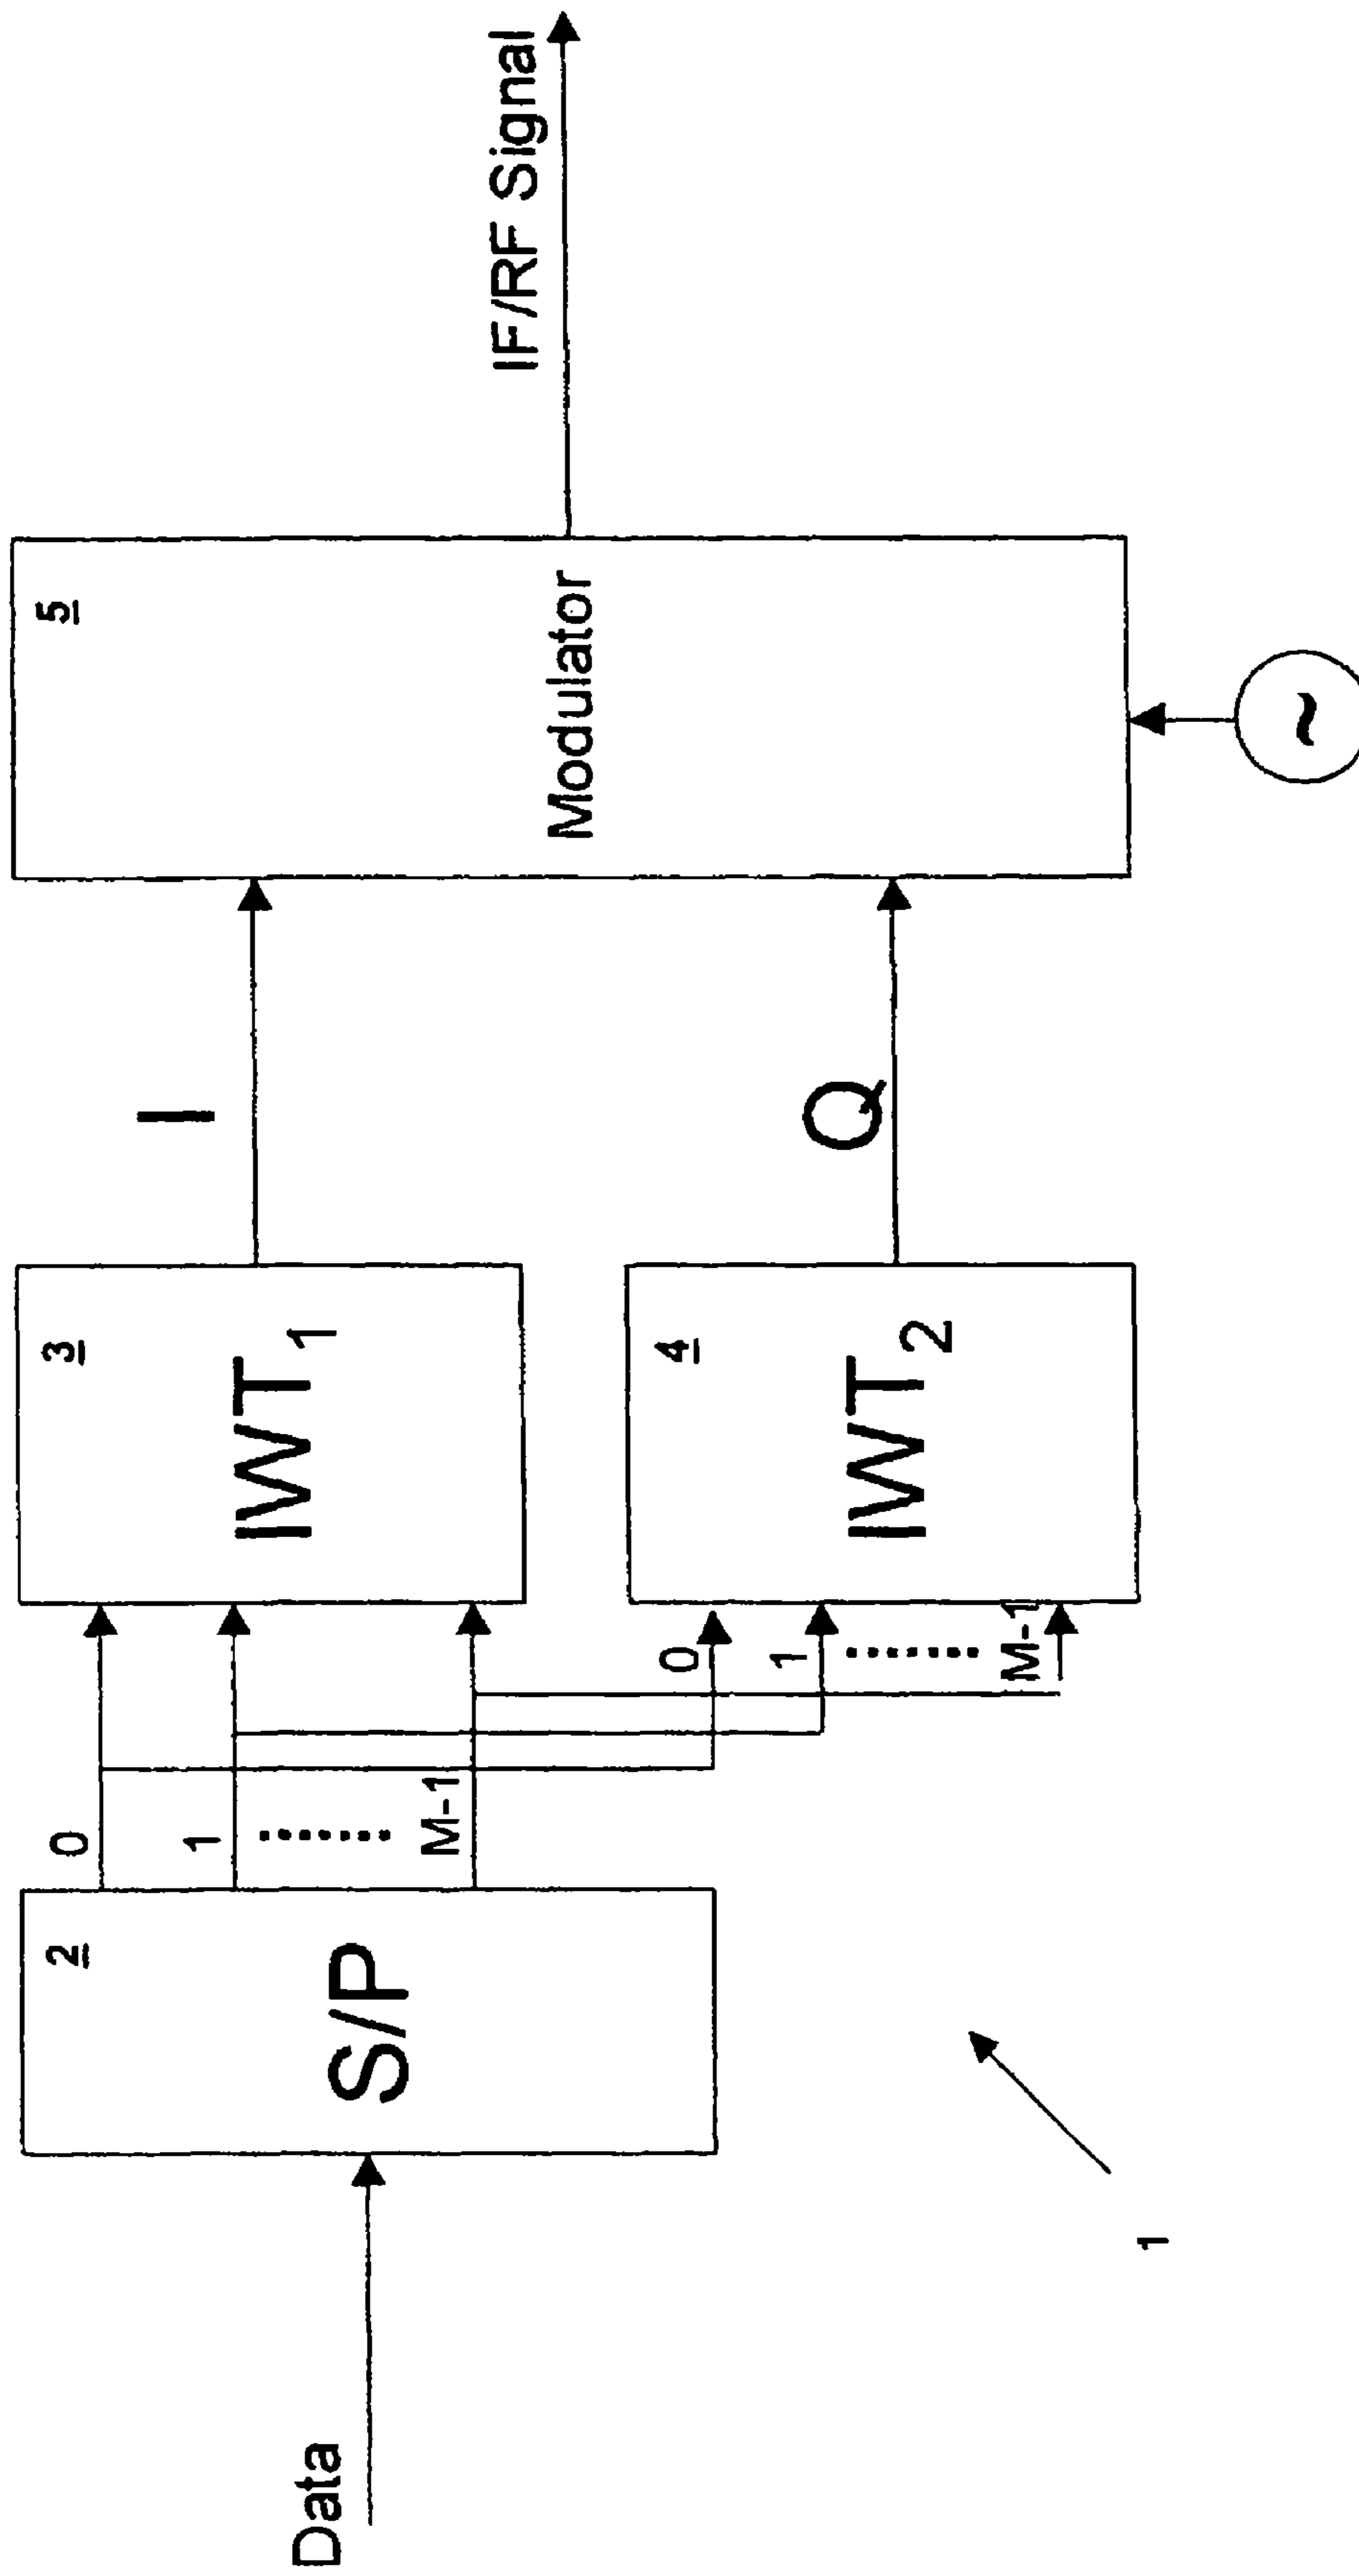 Data
2
S/P
0
1
M-1
3
IWT1
0
1
M-1
4
IWT2
I
Q
5
Modulator
~
IF/RF Signal
1